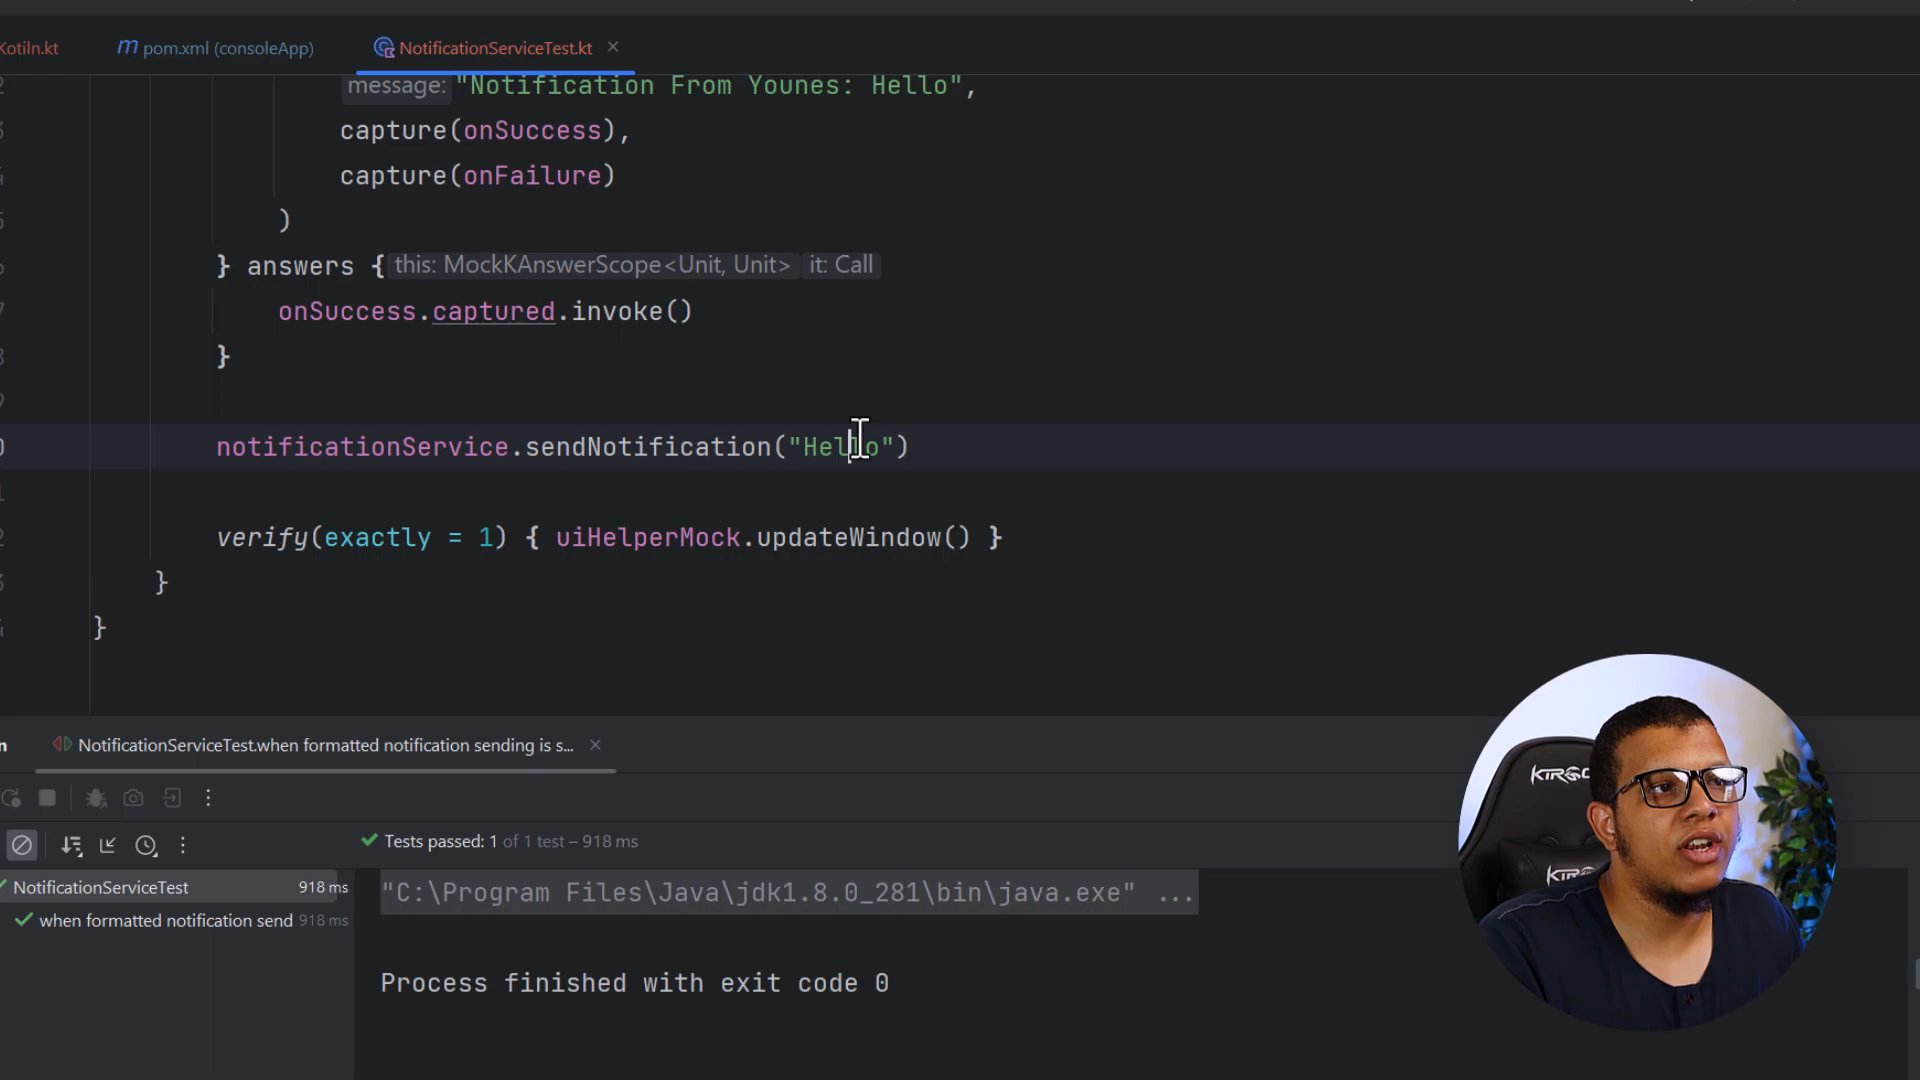 Kotiln.kt
pom.xml (consoleApp)
NotificationServiceTest.kt
message: "Notification From Younes: Hello",
capture(onSuccess),
capture(onFailure)
)
} answers { this: MockKAnswerScope<Unit, Unit> it: Call
onSuccess.captured.invoke()
}
notificationService.sendNotification("Hello")
verify(exactly = 1) { uiHelperMock.updateWindow() }
}
}
NotificationServiceTest.when formatted notification sending is s...
Tests passed: 1 of 1 test – 918 ms
NotificationServiceTest 918 ms
when formatted notification send 918 ms
"C:\Program Files\Java\jdk1.8.0_281\bin\java.exe" ...
Process finished with exit code 0